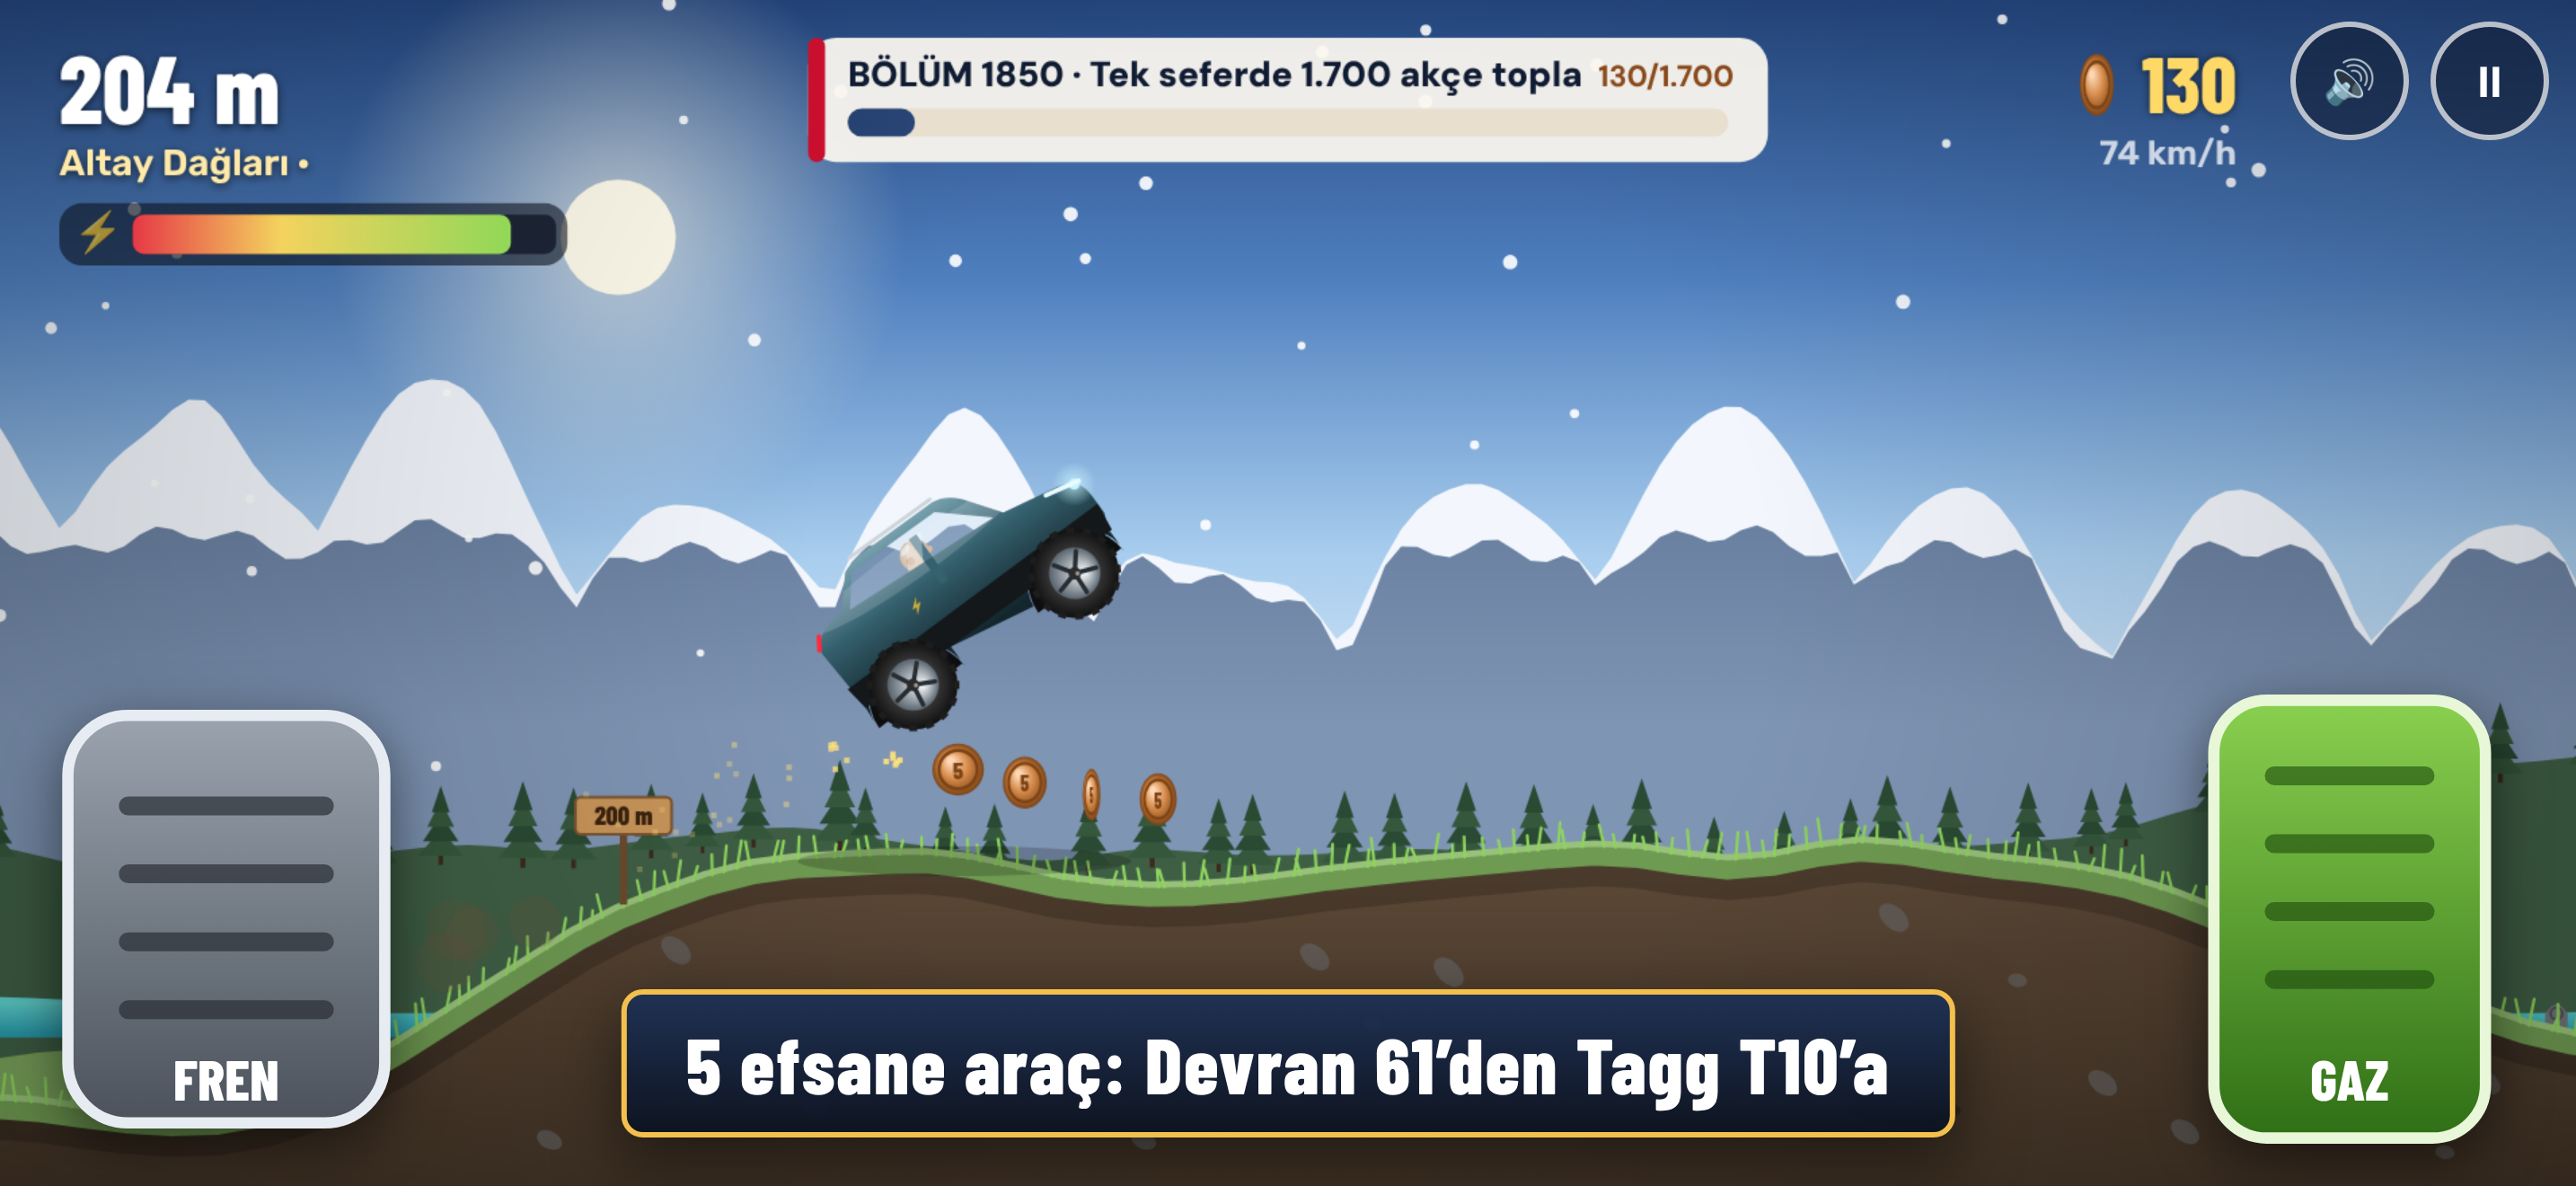 204 m
Altay Dağları •
BÖLÜM 1850 · Tek seferde 1.700 akçe topla 130/1.700
130
74 km/h
5
5
5
5
200 m
FREN
5 efsane araç: Devran 61’den Tagg T10’a
GAZ